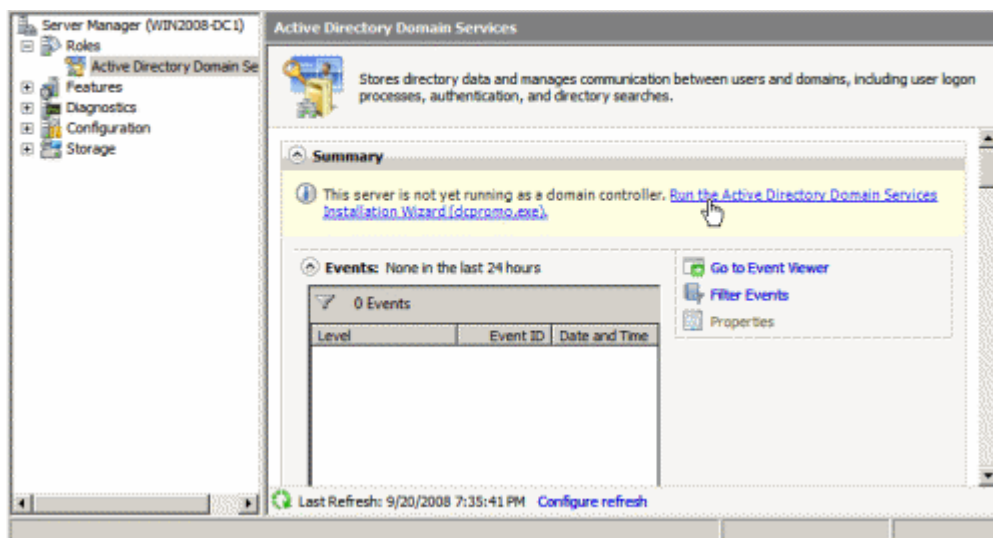 Server Manager (WIN2008-DC1)
Roles
Active Directory Domain Se
Features
Diagnostics
Configuration
Storage
Active Directory Domain Services
Stores directory data and manages communication between users and domains, including user logon
processes, authentication, and directory searches.
Summary
This server is not yet running as a domain controller. Run the Active Directory Domain Services
Installation Wizard (dcpromo.exe).
Events: None in the last 24 hours
0 Events
Level Event ID Date and Time
Go to Event Viewer
Filter Events
Properties
Last Refresh: 9/20/2008 7:35:41 PM Configure refresh